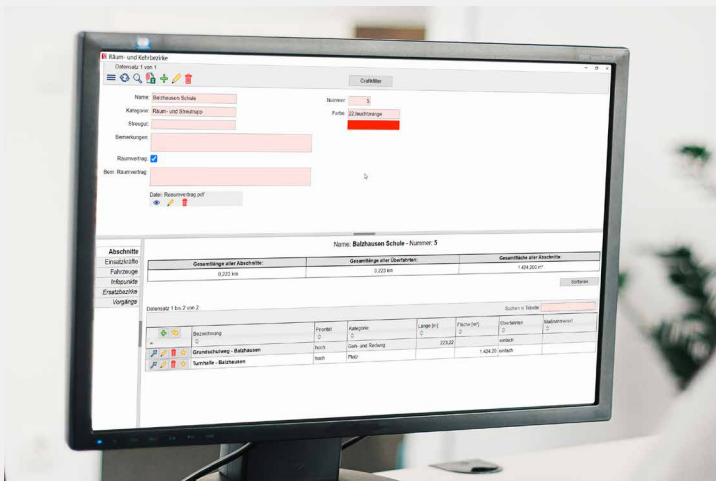 Räum- und Kehrbezirke
Datensatz 1 von 1
Grafikfilter
Name: Balzhausen Schule
Nummer: 5
Kategorie: Räum- und Streutrupp
Farbe: 22,leuchtorange
Streugut:
Bemerkungen:
Räumvertrag:
Bem. Räumvertrag:
Datei: Raeumvertrag.pdf
Name: Balzhausen Schule - Nummer: 5
Abschnitte
Einsatzkräfte
Fahrzeuge
Infopunkte
Ersatzbezirke
Vorgänge
Gesamtlänge aller Abschnitte: Gesamtlänge aller Überfahrten: Gesamtfläche aller Abschnitte:
0,223 km 0,223 km 1.424,200 m²
Sortieren
Datensatz 1 bis 2 von 2
Suchen in Tabelle:
Bezeichnung Priorität Kategorie Länge [m] Fläche [m²] Überfahrten
Grundschulweg - Balzhausen hoch Geh- und Radweg 223,22 einfach
Turnhalle - Balzhausen hoch Platz 1.424,20 einfach